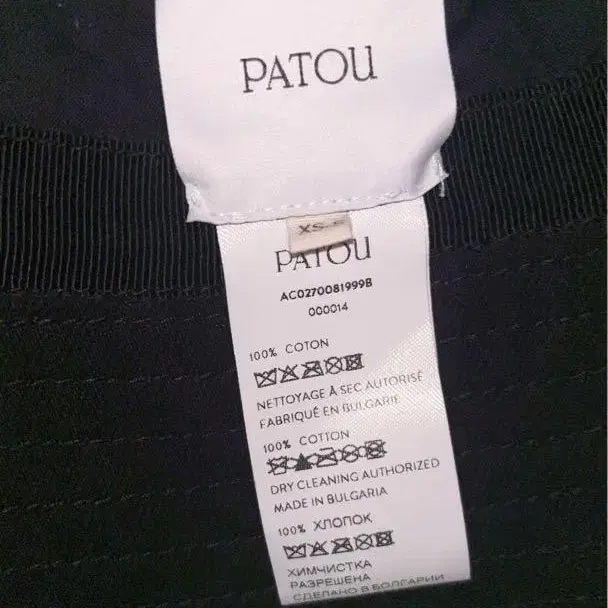 PATOU
XS-S
PATOU
AC0270081999B
000014
100% COTON
NETTOYAGE À SEC AUTORISÉ
FABRIQUÉ EN BULGARIE
100% COTTON
DRY CLEANING AUTHORIZED
MADE IN BULGARIA
100% ХЛОПОК
ХИМЧИСТКА
РАЗРЕШЕНА
СДЕЛАНО В БОЛГАРИИ